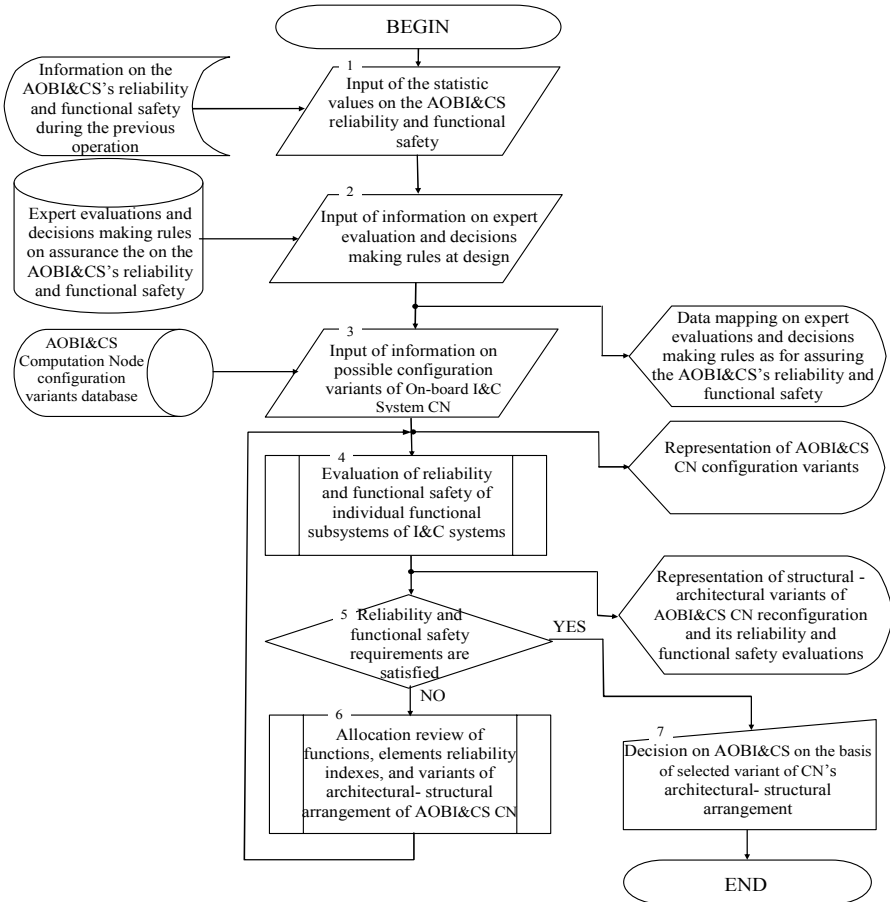 BEGIN
Information on the
AOBI&CS's reliability
and functional safety
during the previous
operation
1
Input of the statistic
values on the AOBI&CS
reliability and functional
safety
Expert evaluations and
decisions making rules
on assurance the on the
AOBI&CS's reliability
and functional safety
2
Input of information on expert
evaluation and decisions
making rules at design
AOBI&CS
Computation Node
configuration
variants database
3
Input of information on
possible configuration
variants of On-board I&C
System CN
Data mapping on expert
evaluations and decisions
making rules as for assuring
the AOBI&CS's reliability and
functional safety
Representation of AOBI&CS
CN configuration variants
4
Evaluation of reliability
and functional safety of
individual functional
subsystems of I&C systems
Representation of structural -
architectural variants of
AOBI&CS CN reconfiguration
and its reliability and
functional safety evaluations
5 Reliability and
functional safety
requirements are
satisfied
YES
NO
6
Allocation review of
functions, elements reliability
indexes, and variants of
architectural- structural
arrangement of AOBI&CS CN
7
Decision on AOBI&CS on the basis
of selected variant of CN's
architectural- structural
arrangement
END